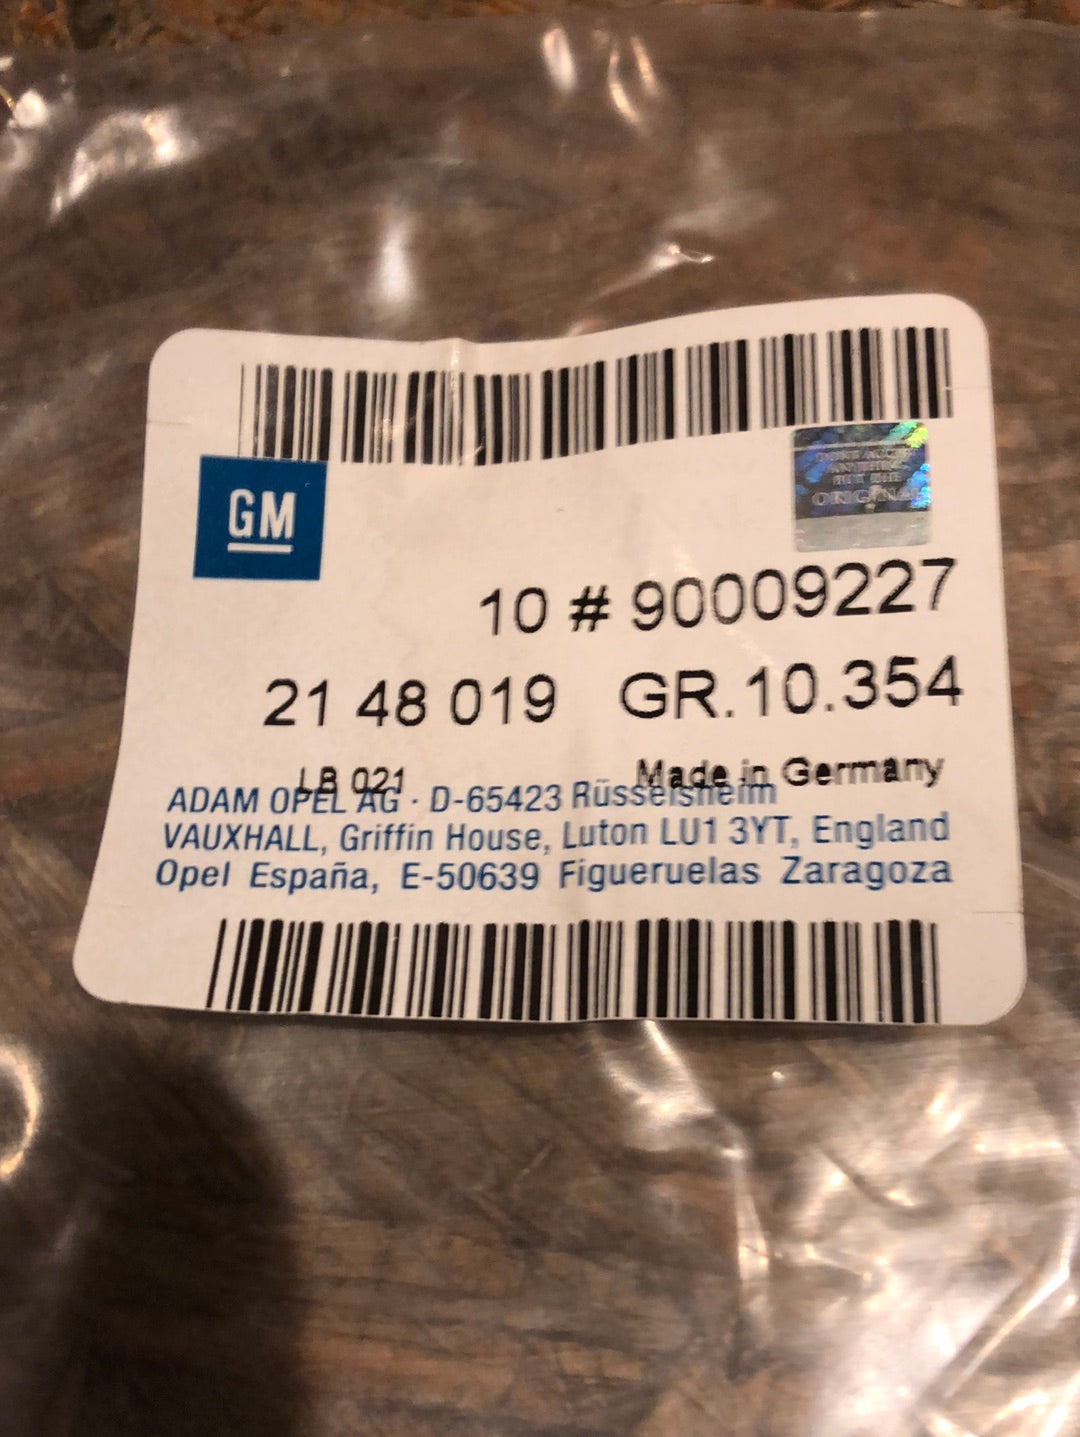 GM
ORIGINAL
10 # 90009227
21 48 019 GR.10.354
LB 021 Made in Germany
ADAM OPEL AG · D-65423 Rüsselsheim
VAUXHALL, Griffin House, Luton LU1 3YT, England
Opel España, E-50639 Figueruelas Zaragoza